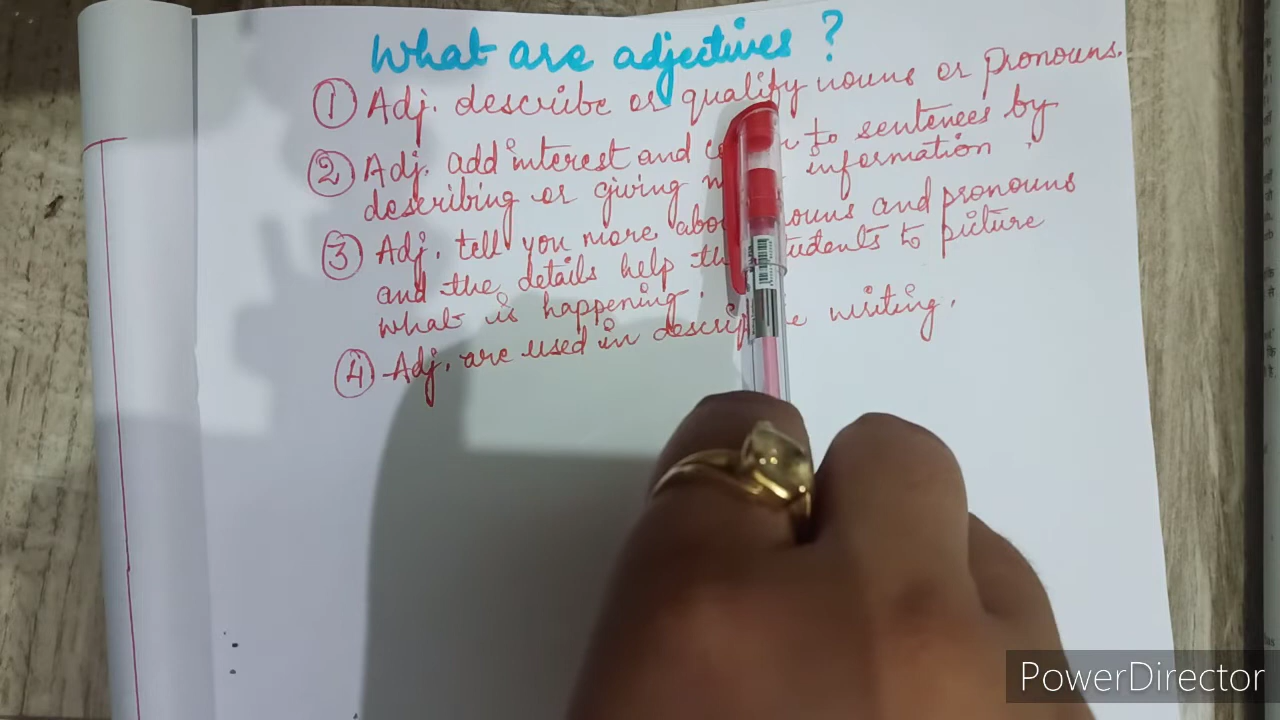 What are adjectives ?
① Adj. describe or qualify nouns or pronouns.
② Adj. add interest and to sentences by
describing or giving information .
③ Adj. tell you more nouns and pronouns
and the details help students to picture
what is happening.
④ Adj. are used in writing.
PowerDirector